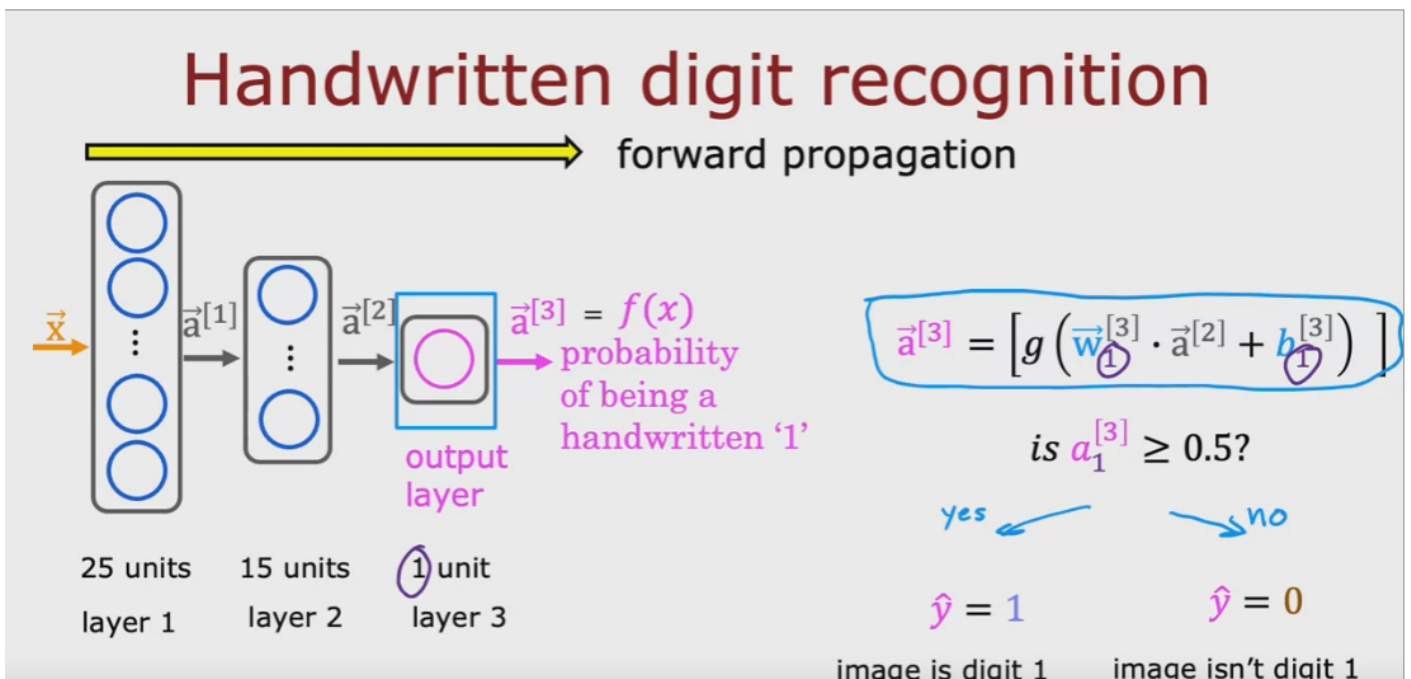 Handwritten digit recognition
forward propagation
x⃗
a⃗[1]
a⃗[2]
a⃗[3] = f(x)
probability
of being a
handwritten ‘1’
output
layer
25 units
layer 1
15 units
layer 2
1 unit
layer 3
a⃗[3] = [g (w⃗₁[3] · a⃗[2] + b₁[3]) ]
is a₁[3] ≥ 0.5?
yes
no
ŷ = 1
ŷ = 0
image is digit 1
image isn’t digit 1